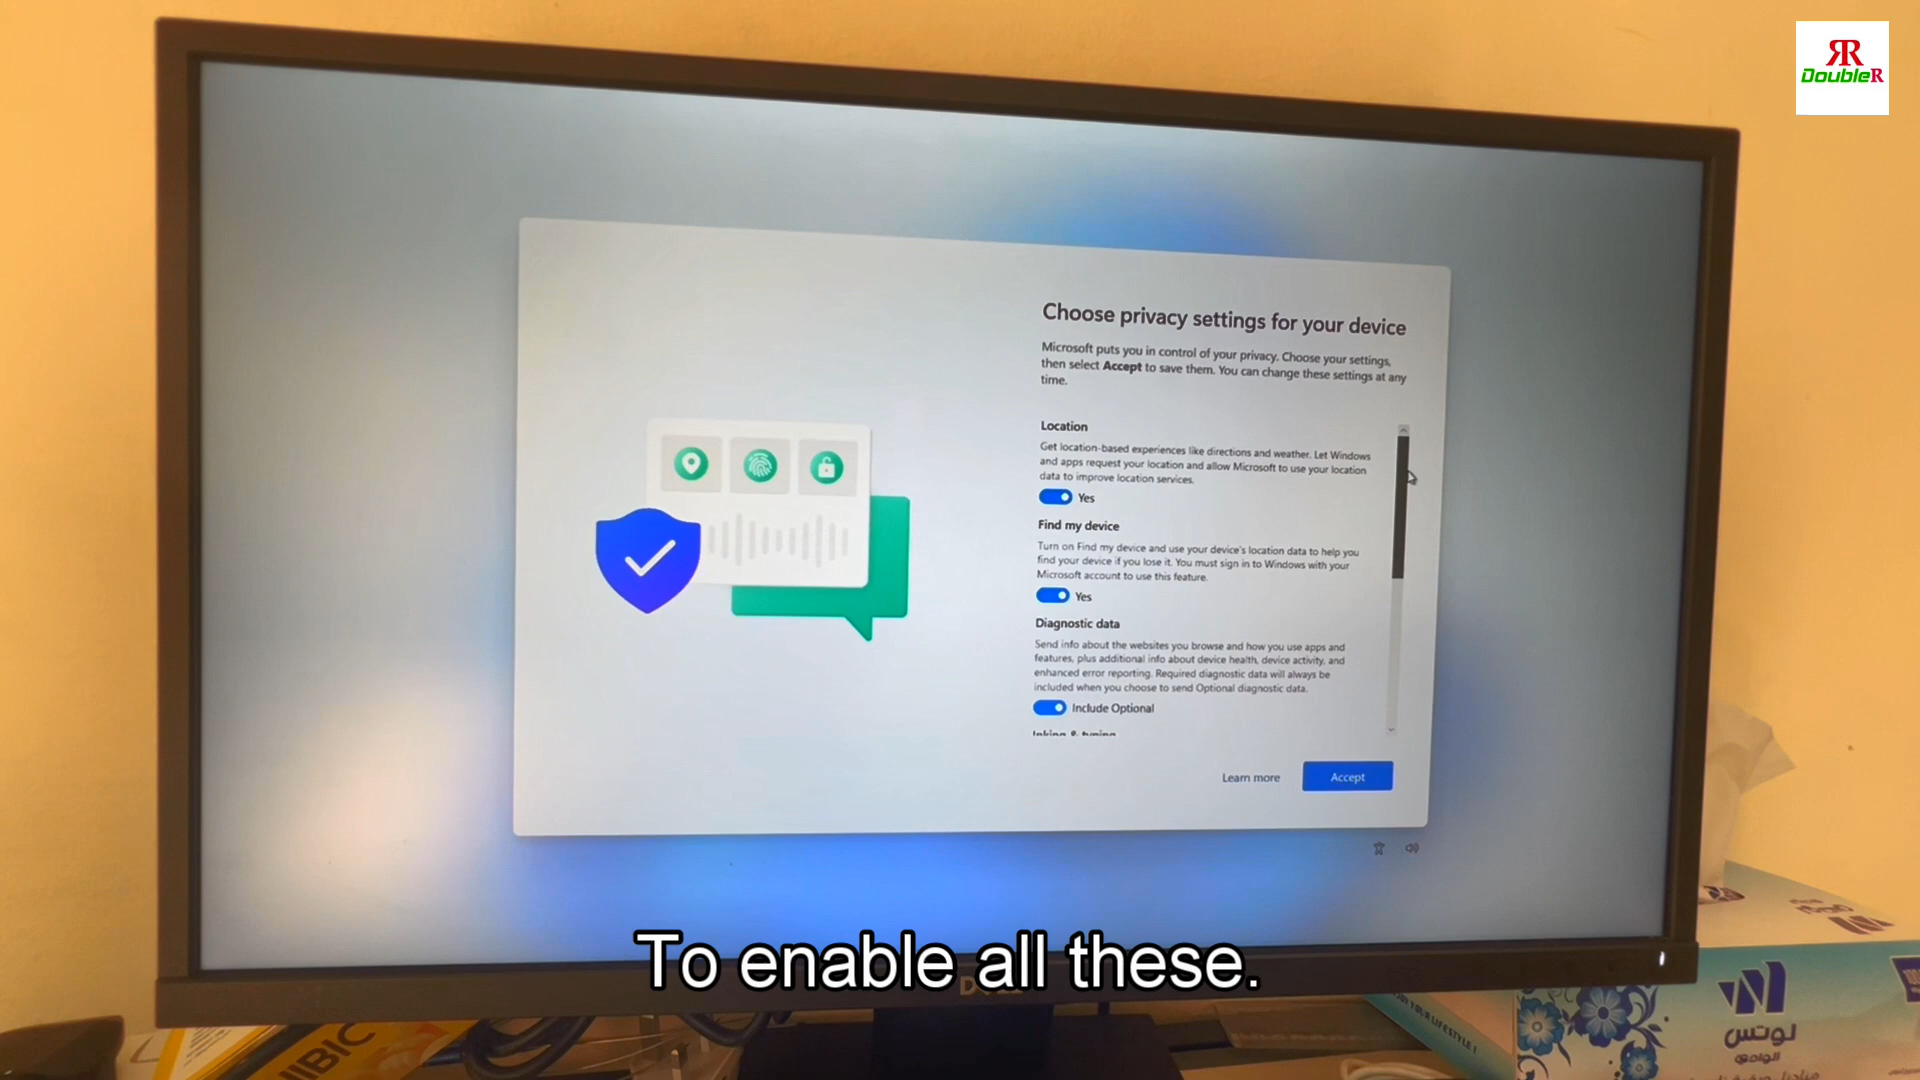 RR
DoubleR
Choose privacy settings for your device
Microsoft puts you in control of your privacy. Choose your settings,
then select Accept to save them. You can change these settings at any
time.
Location
Get location-based experiences like directions and weather. Let Windows
and apps request your location and allow Microsoft to use your location
data to improve location services.
Yes
Find my device
Turn on Find my device and use your device's location data to help you
find your device if you lose it. You must sign in to Windows with your
Microsoft account to use this feature.
Yes
Diagnostic data
Send info about the websites you browse and how you use apps and
features, plus additional info about device health, device activity, and
enhanced error reporting. Required diagnostic data will always be
included when you choose to send Optional diagnostic data.
Include Optional
Learn more
Accept
To enable all these.
YOUR LIFESTYLE
لوتس
الوادي